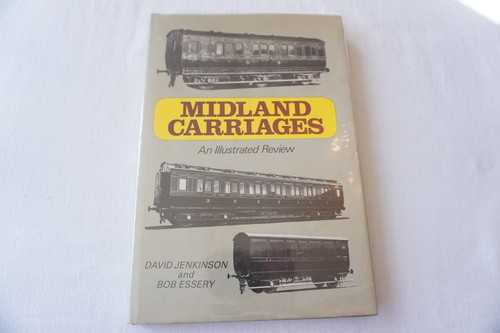 MIDLAND
CARRIAGES
An Illustrated Review
DAVID JENKINSON
and
BOB ESSERY